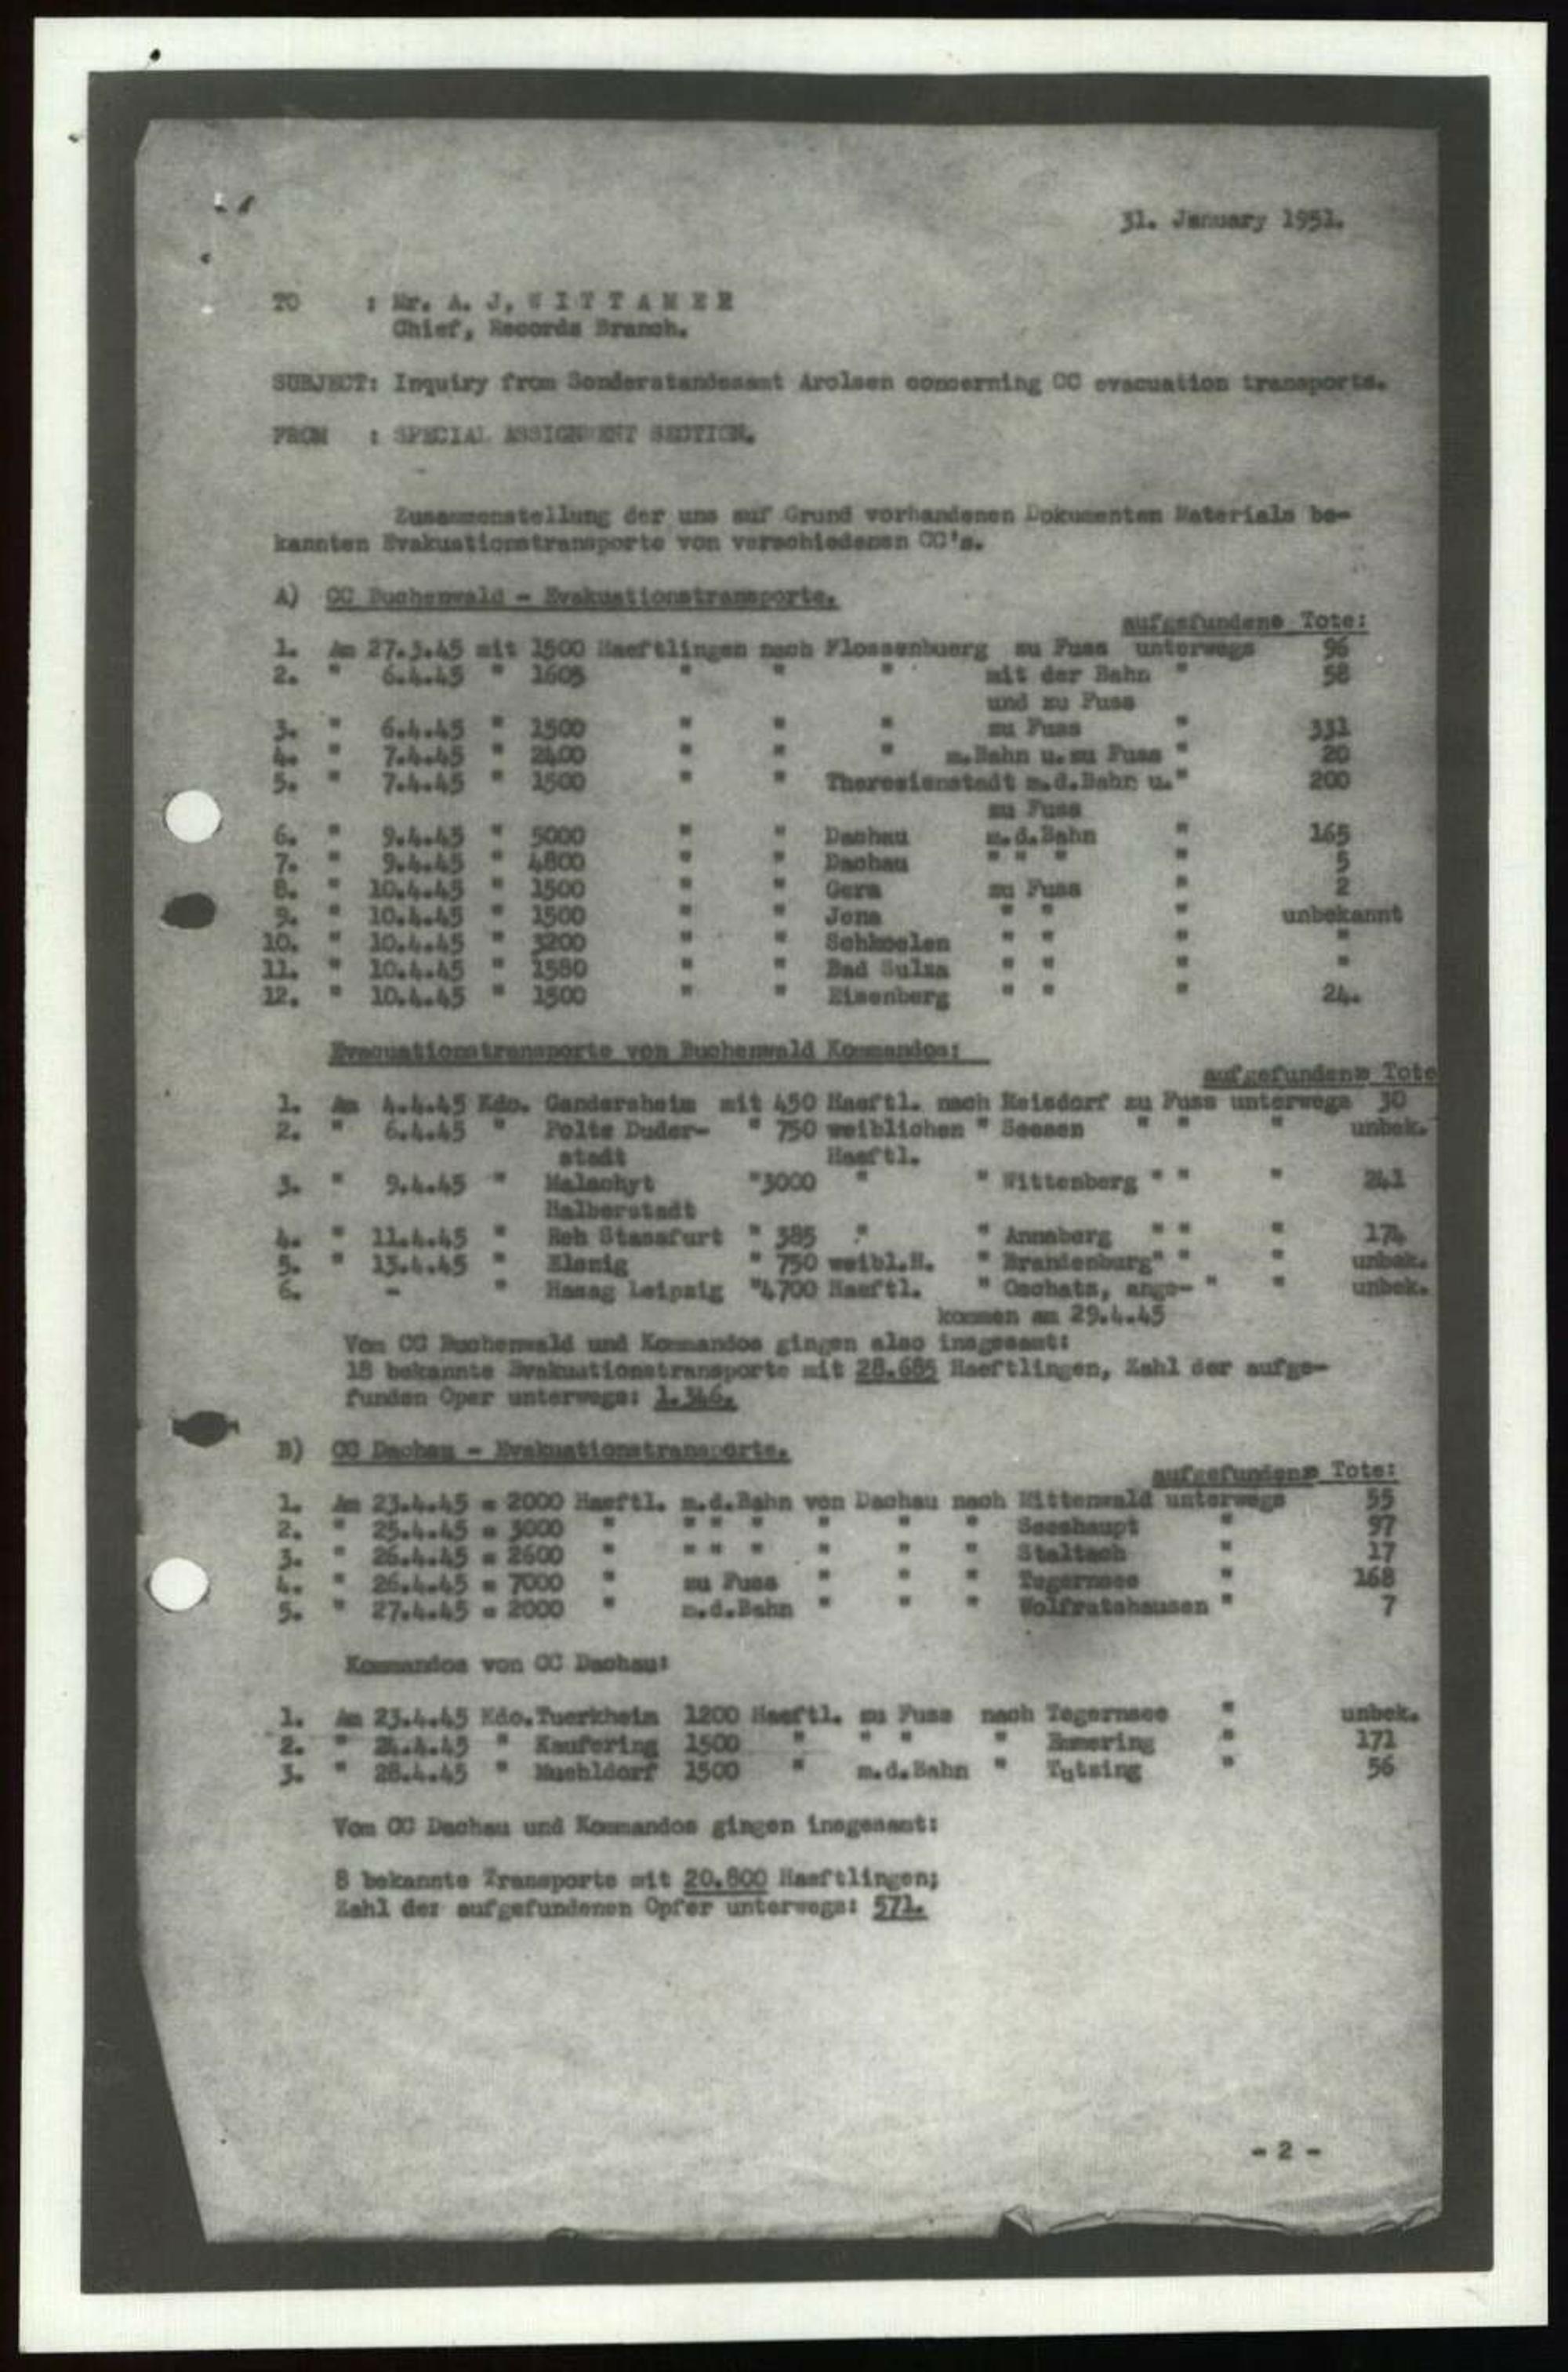 31. January 1951.
TO : Mr. A. J. W I T T A M E R
Chief, Records Branch.
SUBJECT: Inquiry from Sonderstandesamt Arolsen concerning CC evacuation transports.
FROM : SPECIAL ASSIGNMENT SECTION.
Zusammenstellung der uns auf Grund vorhandenen Dokumenten Materials be-
kannten Evakuationstransporte von verschiedenen CC's.
A) CC Buchenwald - Evakuationstransporte.
aufgefundene Tote:
1. Am 27.3.45 mit 1500 Haeftlingen nach Flossenbuerg zu Fuss unterwegs 96
2. " 6.4.45 " 1605 " " " mit der Bahn " 58
und zu Fuss
3. " 6.4.45 " 1500 " " " zu Fuss " 331
4. " 7.4.45 " 2400 " " " m.Bahn u.zu Fuss " 20
5. " 7.4.45 " 1500 " " Theresienstadt m.d.Bahn u." 200
zu Fuss
6. " 9.4.45 " 5000 " " Dachau m.d.Bahn " 165
7. " 9.4.45 " 4800 " " Dachau " " " " 5
8. " 10.4.45 " 1500 " " Gera zu Fuss " 2
9. " 10.4.45 " 1500 " " Jena " " " unbekannt
10. " 10.4.45 " 3200 " " Schkoelen " " " "
11. " 10.4.45 " 1580 " " Bad Sulza " " " "
12. " 10.4.45 " 1500 " " Eisenberg " " " 24.
Evacuationstransporte von Buchenwald Kommandos:
aufgefundene Tote
1. Am 4.4.45 Kdo. Gandersheim mit 450 Haeftl. nach Reisdorf zu Fuss unterwegs 30
2. " 6.4.45 " Polte Duder- " 750 weiblichen " Seesen " " " unbek.
stadt Haeftl.
3. " 9.4.45 " Malachyt "3000 " " Wittenberg " " " 241
Halberstadt
4. " 11.4.45 " Reh Stassfurt " 385 " " Annaberg " " " 174
5. " 13.4.45 " Elsnig " 750 weibl.H. " Brandenburg" " " unbek.
6. - " Hasag Leipzig "4700 Haeftl. " Oschatz, ange- " " unbek.
kommen am 29.4.45
Vom CC Buchenwald und Kommandos gingen also insgesamt:
18 bekannte Evakuationstransporte mit 28.685 Haeftlingen, Zahl der aufge-
funden Oper unterwegs: 1.346.
B) CC Dachau - Evakuationstransporte.
aufgefundene Tote:
1. Am 23.4.45 = 2000 Haeftl. m.d.Bahn von Dachau nach Mittenwald unterwegs 55
2. " 25.4.45 = 3000 " " " " " " " Seeshaupt " 97
3. " 26.4.45 = 2600 " " " " " " " Staltach " 17
4. " 26.4.45 = 7000 " zu Fuss " " " Tegernsee " 168
5. " 27.4.45 = 2000 " m.d.Bahn " " " Wolfratshausen " 7
Kommandos von CC Dachau:
1. Am 23.4.45 Kdo.Tuerkheim 1200 Haeftl. zu Fuss nach Tegernsee " unbek.
2. " 24.4.45 " Kaufering 1500 " " " " Emmering " 171
3. " 28.4.45 " Muehldorf 1500 " m.d.Bahn " Tutzing " 56
Vom CC Dachau und Kommandos gingen insgesamt:
8 bekannte Transporte mit 20.800 Haeftlingen;
Zahl der aufgefundenen Opfer unterwegs: 571.
- 2 -